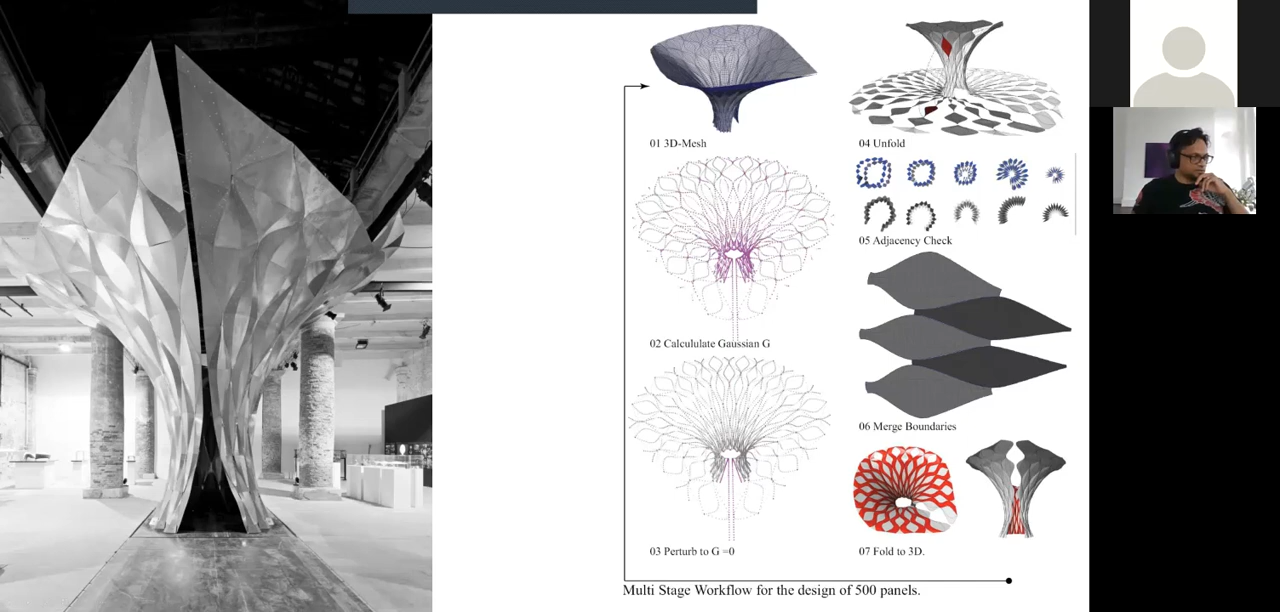 01 3D-Mesh
02 Calcululate Gaussian G
03 Perturb to G =0
04 Unfold
05 Adjacency Check
06 Merge Boundaries
07 Fold to 3D.
Multi Stage Workflow for the design of 500 panels.